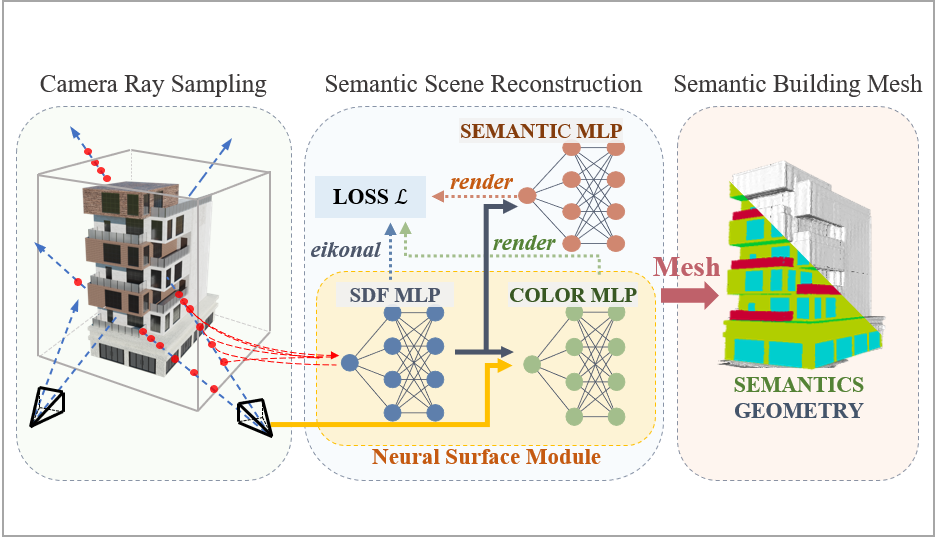 Camera Ray Sampling
Semantic Scene Reconstruction
Semantic Building Mesh
SEMANTIC MLP
LOSS ℒ
render
render
eikonal
SDF MLP
COLOR MLP
Mesh
SEMANTICS
GEOMETRY
Neural Surface Module